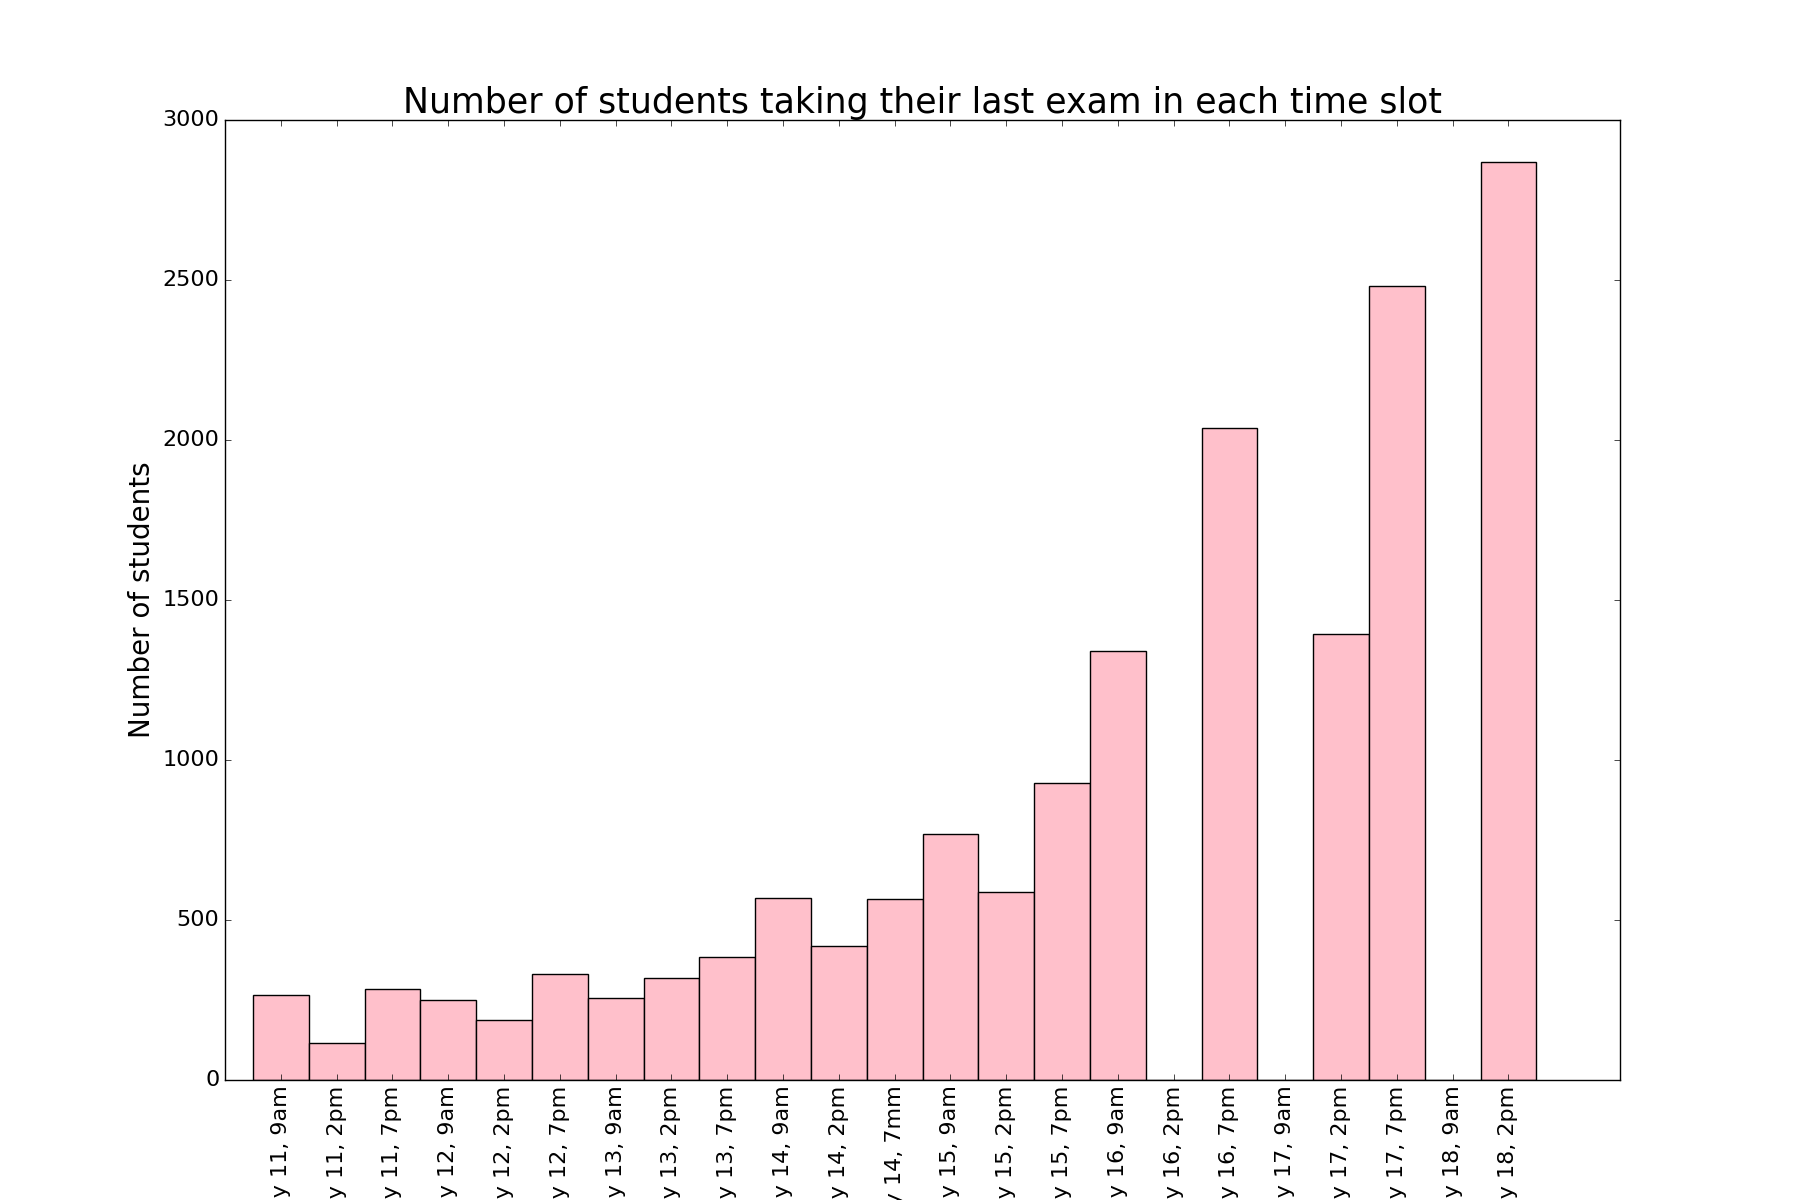 Number of students taking their last exam in each time slot
Number of students
3000
2500
2000
1500
1000
500
0
y 11, 9am
y 11, 2pm
y 11, 7pm
y 12, 9am
y 12, 2pm
y 12, 7pm
y 13, 9am
y 13, 2pm
y 13, 7pm
y 14, 9am
y 14, 2pm
y 14, 7mm
y 15, 9am
y 15, 2pm
y 15, 7pm
y 16, 9am
y 16, 2pm
y 16, 7pm
y 17, 9am
y 17, 2pm
y 17, 7pm
y 18, 9am
y 18, 2pm